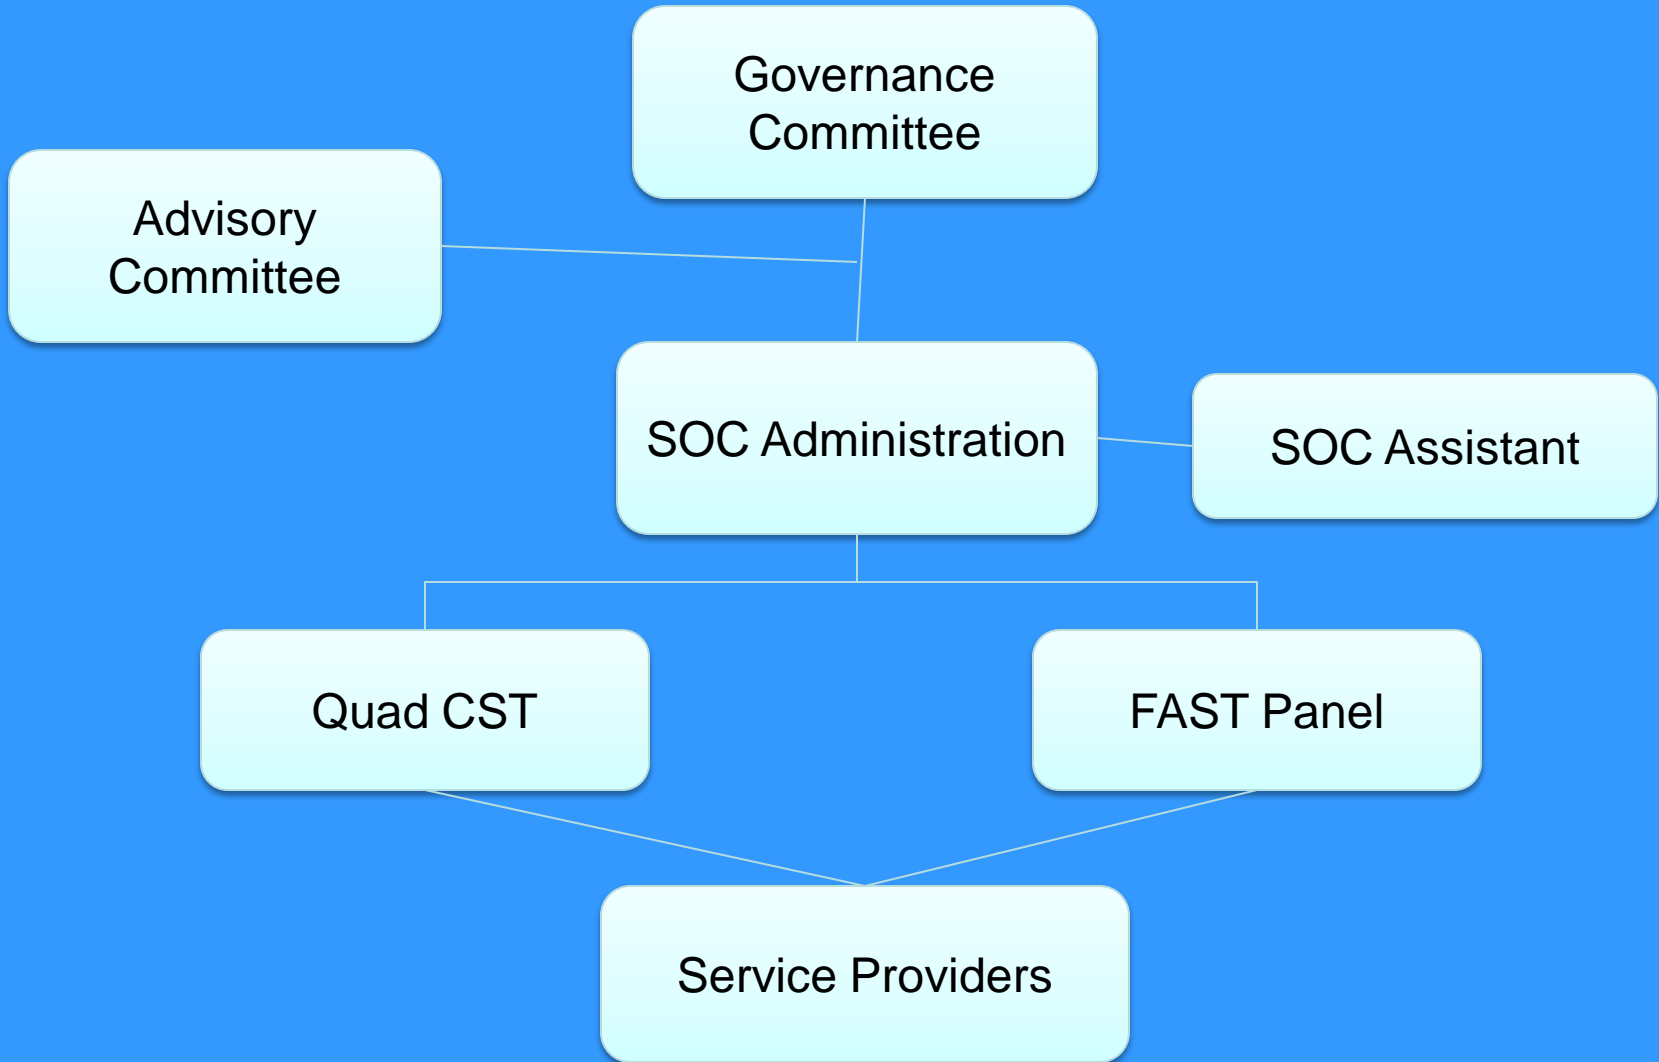 Governance
Committee
Advisory
Committee
SOC Administration
SOC Assistant
Quad CST
FAST Panel
Service Providers